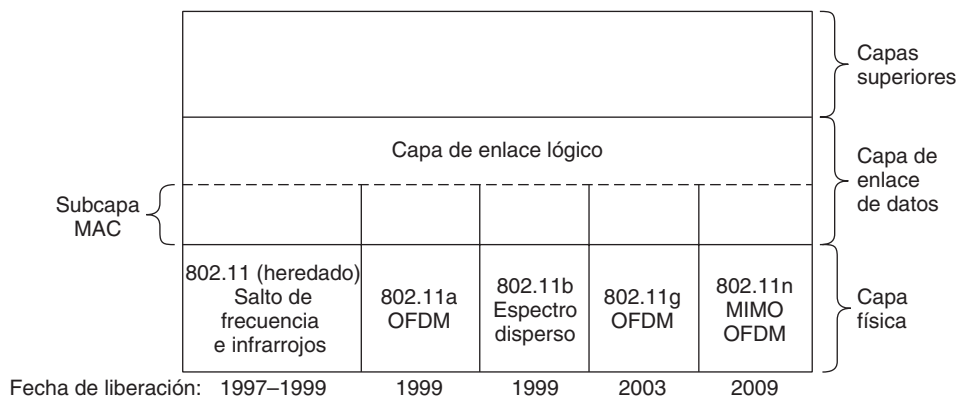 Capas
superiores
Capa de enlace lógico
Capa de
enlace
de datos
Subcapa
MAC
802.11 (heredado)
Salto de
frecuencia
e infrarrojos
802.11a
OFDM
802.11b
Espectro
disperso
802.11g
OFDM
802.11n
MIMO
OFDM
Capa
física
Fecha de liberación: 1997–1999 1999 1999 2003 2009